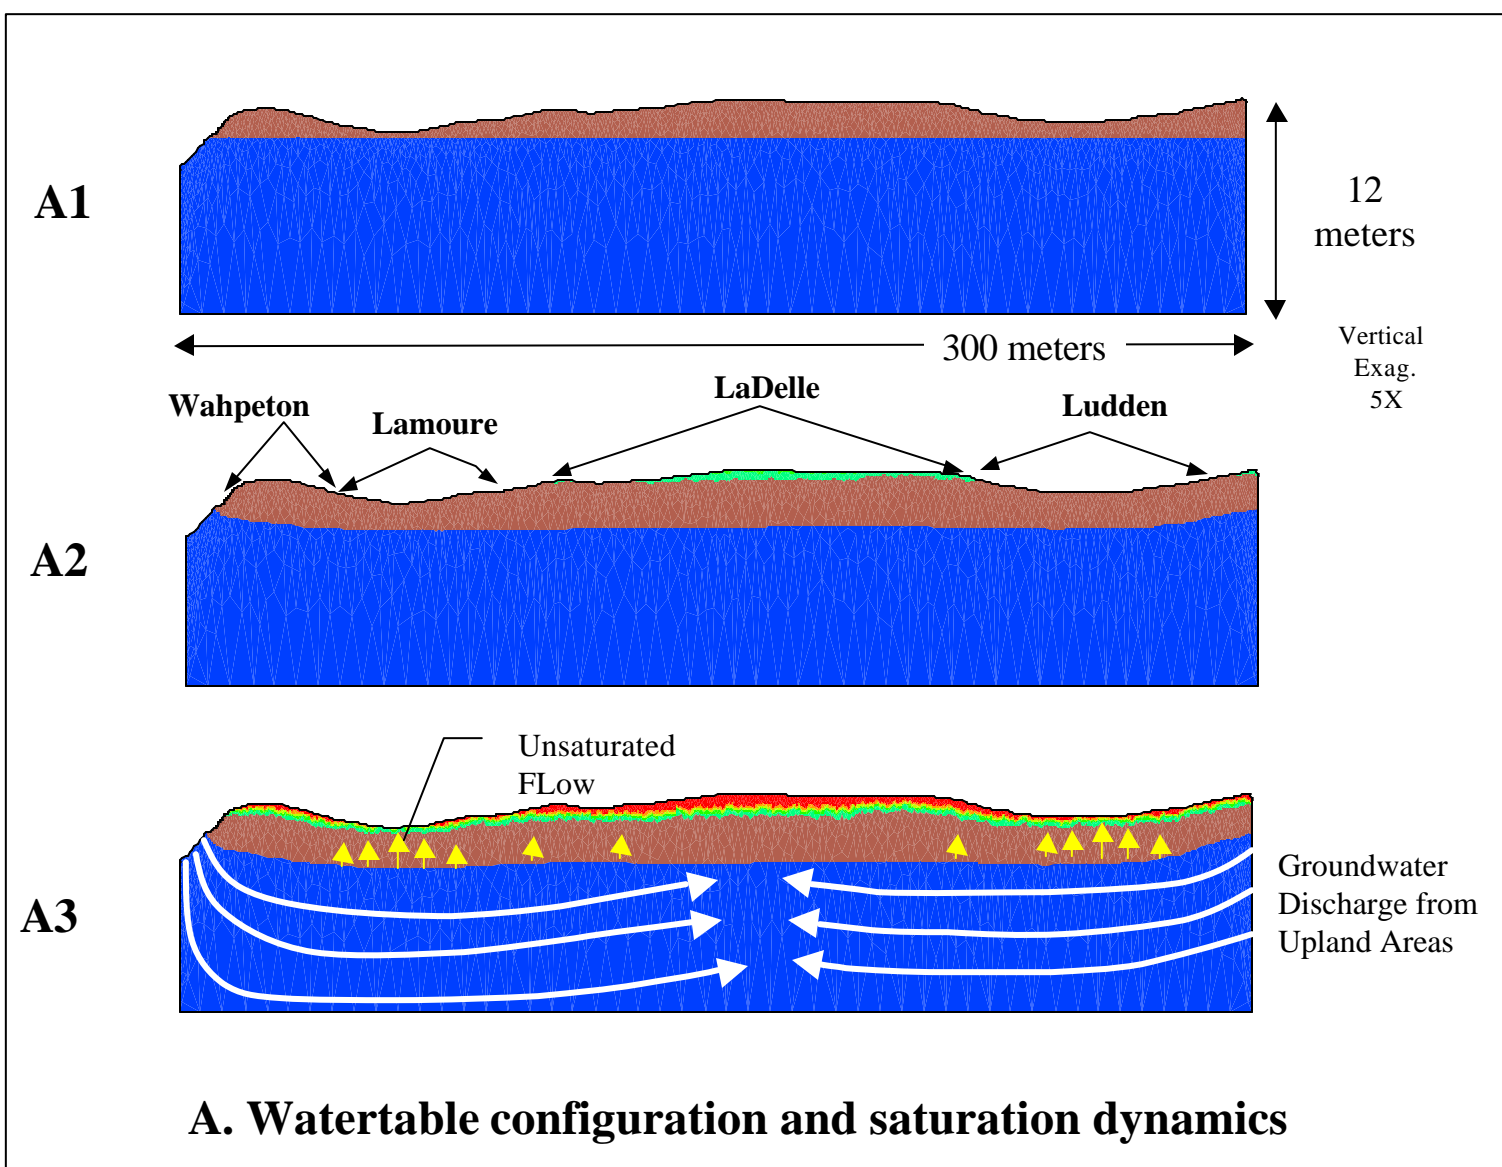 A1
12
meters
300 meters
Vertical
Exag.
5X
Wahpeton
Lamoure
LaDelle
Ludden
A2
Unsaturated
FLow
A3
Groundwater
Discharge from
Upland Areas
A. Watertable configuration and saturation dynamics